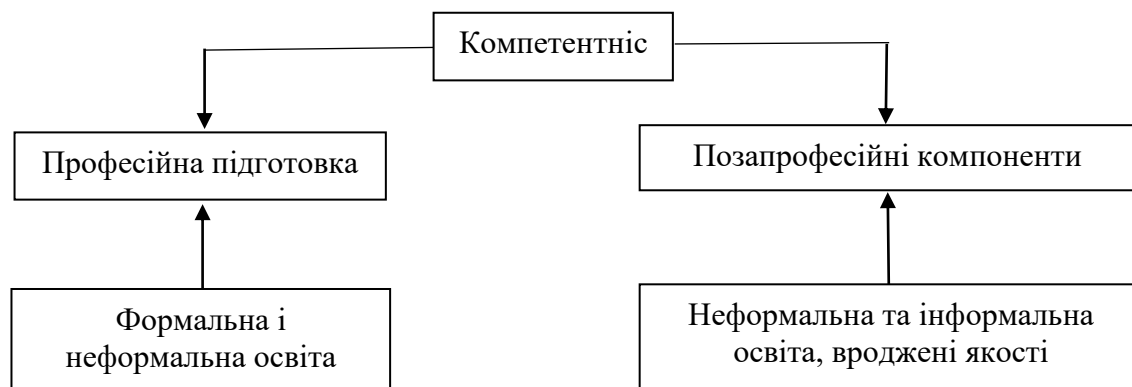 Компетентніс
Професійна підготовка
Позапрофесійні компоненти
Формальна і
неформальна освіта
Неформальна та інформальна
освіта, вроджені якості